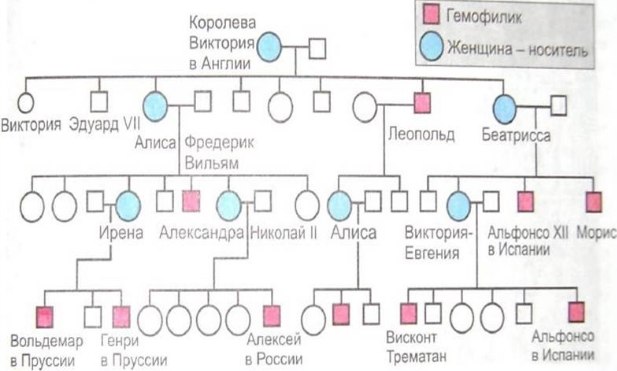 Королева
Виктория
в Англии
Гемофилик
Женщина – носитель
Виктория
Эдуард VII
Алиса
Фредерик
Вильям
Леопольд
Беатрисса
Ирена
Александра
Николай II
Алиса
Виктория-
Евгения
Альфонсо XII
в Испании
Морис
Вольдемар
в Пруссии
Генри
в Пруссии
Алексей
в России
Висконт
Трематан
Альфонсо
в Испании